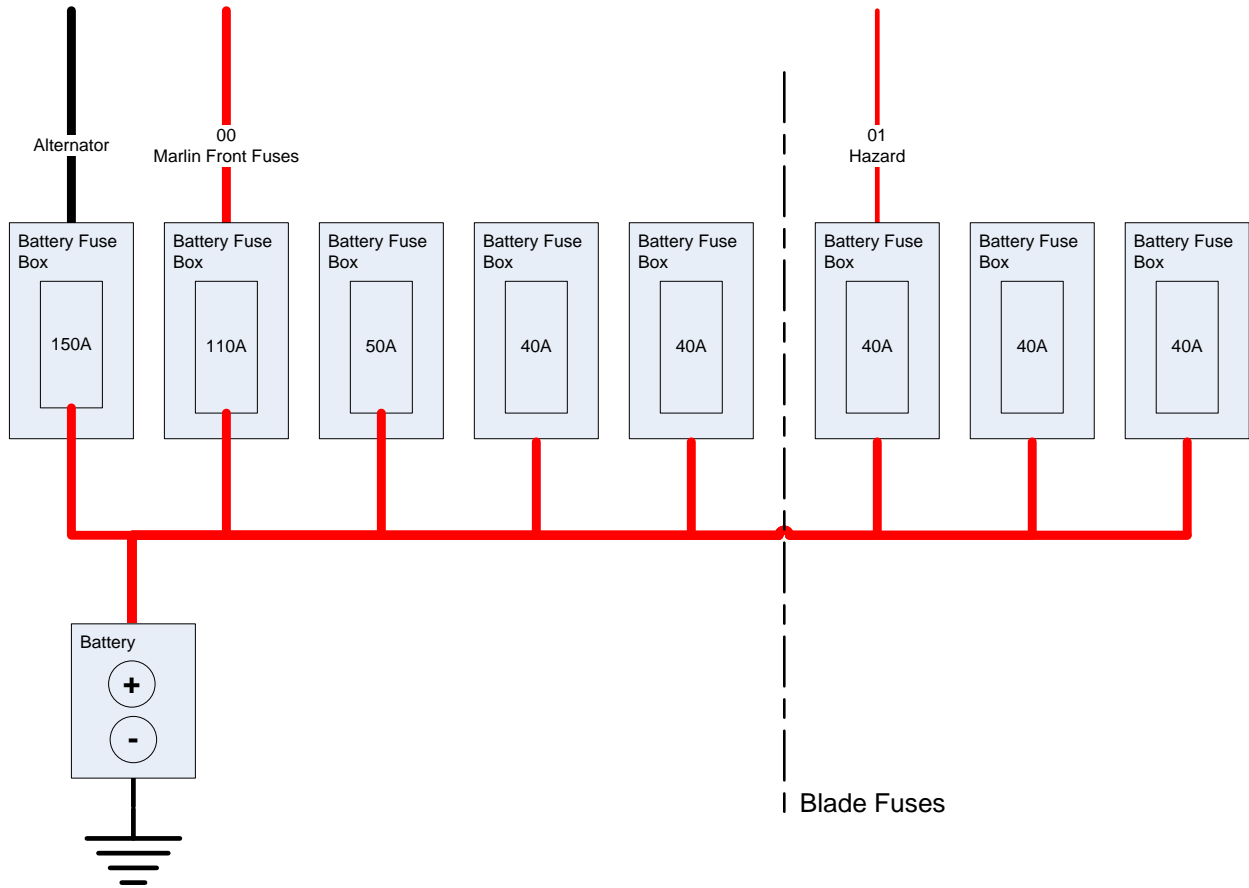 Alternator
00
Marlin Front Fuses
01
Hazard
Battery Fuse
Box
150A
Battery Fuse
Box
110A
Battery Fuse
Box
50A
Battery Fuse
Box
40A
Battery Fuse
Box
40A
Battery Fuse
Box
40A
Battery Fuse
Box
40A
Battery Fuse
Box
40A
Battery
+
-
Blade Fuses